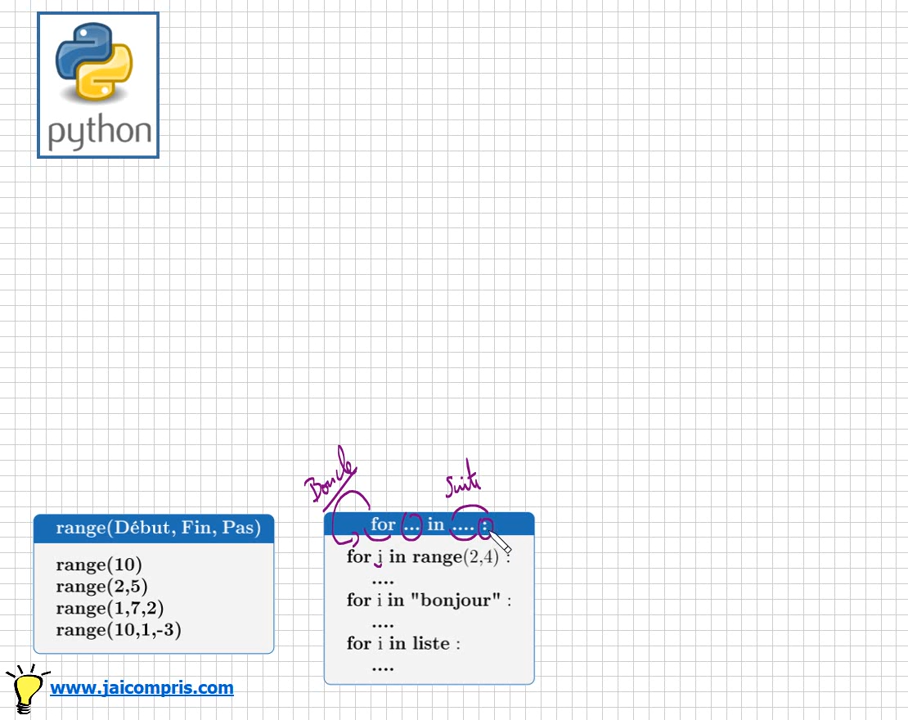 python
Boucle
Suite
range(Début, Fin, Pas)
range(10)
range(2,5)
range(1,7,2)
range(10,1,-3)
for ... in .... :
for i in range(2,4) :
....
for i in "bonjour" :
....
for i in liste :
....
www.jaicompris.com